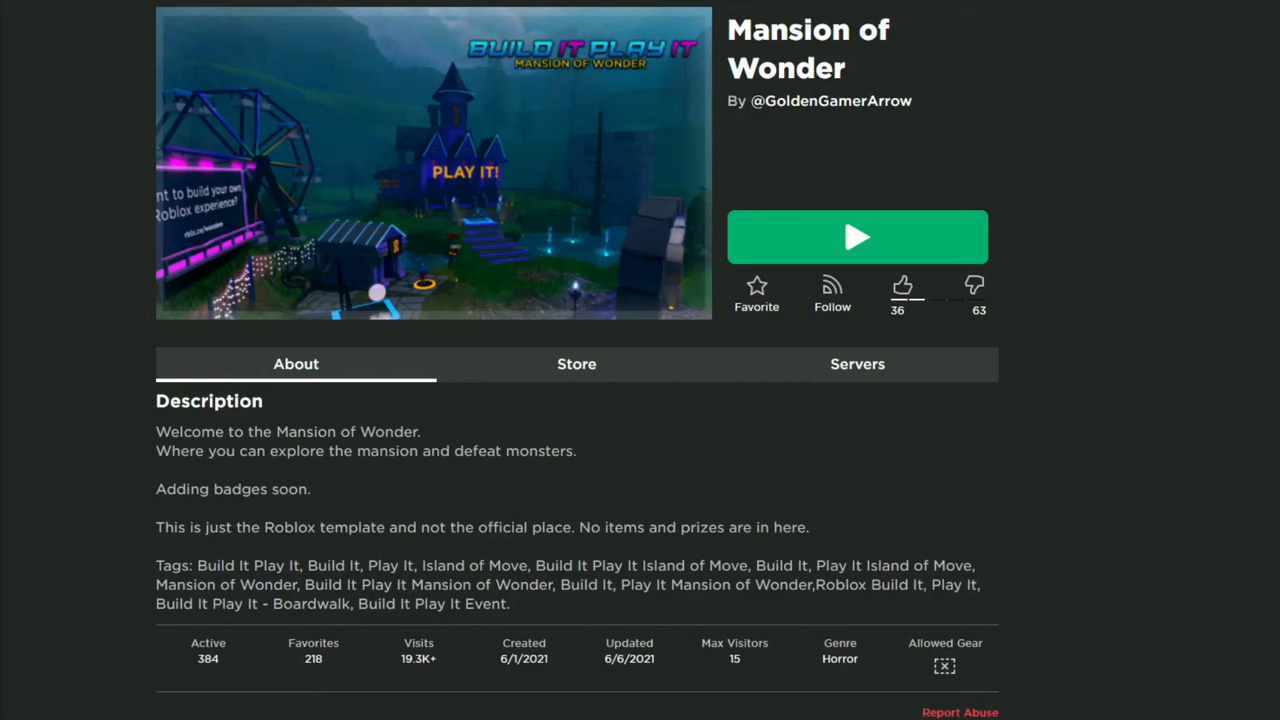 BUILD IT PLAY IT
MANSION OF WONDER
PLAY IT!
nt to build your own
Roblox experience?
Mansion of
Wonder
By @GoldenGamerArrow
Favorite
Follow
36
63
About
Store
Servers
Description
Welcome to the Mansion of Wonder.
Where you can explore the mansion and defeat monsters.
Adding badges soon.
This is just the Roblox template and not the official place. No items and prizes are in here.
Tags: Build It Play It, Build It, Play It, Island of Move, Build It Play It Island of Move, Build It, Play It Island of Move,
Mansion of Wonder, Build It Play It Mansion of Wonder, Build It, Play It Mansion of Wonder,Roblox Build It, Play It,
Build It Play It - Boardwalk, Build It Play It Event.
Active
Favorites
Visits
Created
Updated
Max Visitors
Genre
Allowed Gear
384
218
19.3K+
6/1/2021
6/6/2021
15
Horror
Report Abuse